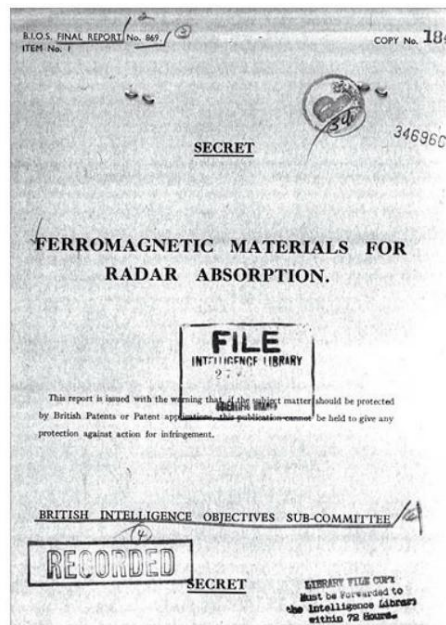 B.I.O.S. FINAL REPORT No. 869.
ITEM No. 1
COPY No. 184
34696C
SECRET
FERROMAGNETIC MATERIALS FOR
RADAR ABSORPTION.
FILE
INTELLIGENCE LIBRARY
This report is issued with the warning that, if the subject matter should be protected
by British Patents or Patent applications, this publication cannot be held to give any
protection against action for infringement.
BRITISH INTELLIGENCE OBJECTIVES SUB-COMMITTEE
RECORDED
SECRET
LIBRARY FILE COPY
Must be Forwarded to
the Intelligence Library
within 72 Hours.